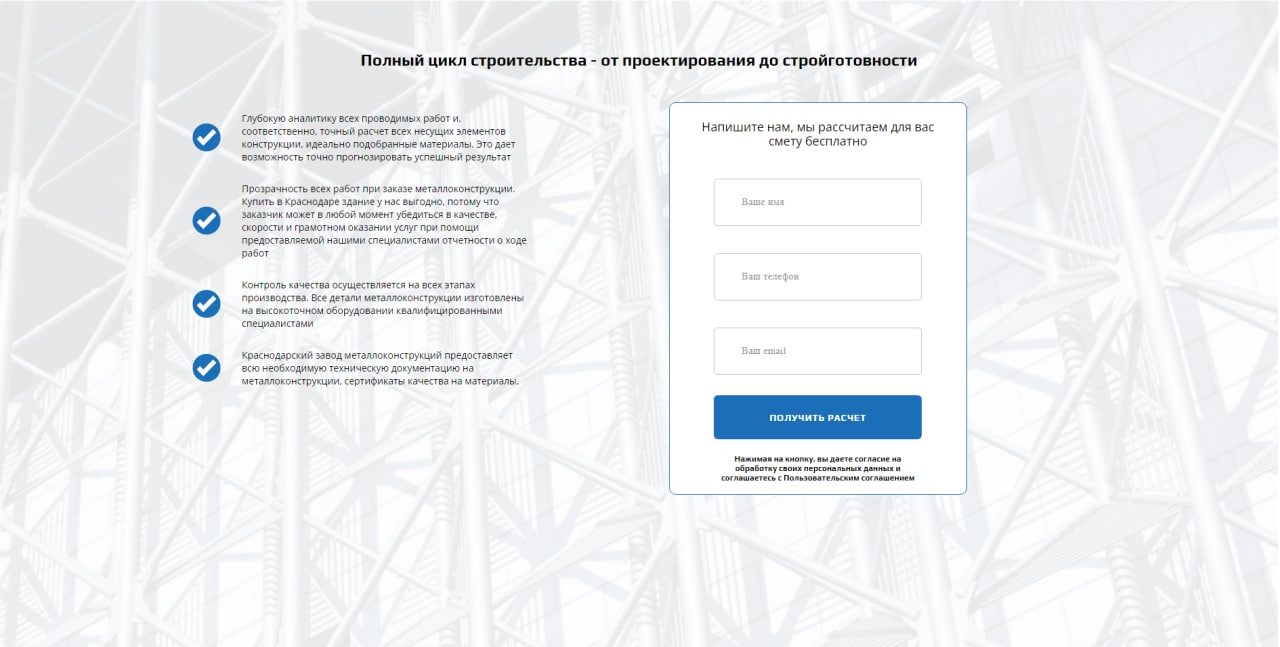 Полный цикл строительства - от проектирования до стройготовности
Глубокую аналитику всех проводимых работ и,
соответственно, точный расчет всех несущих элементов
конструкции, идеально подобранные материалы. Это дает
возможность точно прогнозировать успешный результат
Прозрачность всех работ при заказе металлоконструкции.
Купить в Краснодаре здание у нас выгодно, потому что
заказчик может в любой момент убедиться в качестве,
скорости и грамотном оказании услуг при помощи
предоставляемой нашими специалистами отчетности о ходе
работ
Контроль качества осуществляется на всех этапах
производства. Все детали металлоконструкции изготовлены
на высокоточном оборудовании квалифицированными
специалистами
Краснодарский завод металлоконструкций предоставляет
всю необходимую техническую документацию на
металлоконструкции, сертификаты качества на материалы.
Напишите нам, мы рассчитаем для вас
смету бесплатно
Ваше имя
Ваш телефон
Ваш email
ПОЛУЧИТЬ РАСЧЕТ
Нажимая на кнопку, вы даете согласие на
обработку своих персональных данных и
соглашаетесь с Пользовательским соглашением